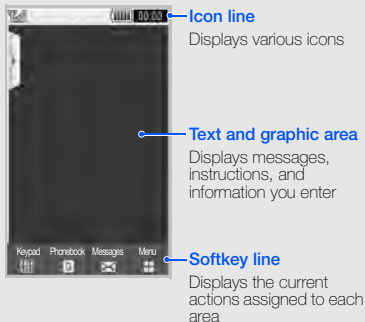 00:00
Icon line
Displays various icons
Text and graphic area
Displays messages,
instructions, and
information you enter
Keypad Phonebook Messages Menu
Softkey line
Displays the current
actions assigned to each
area